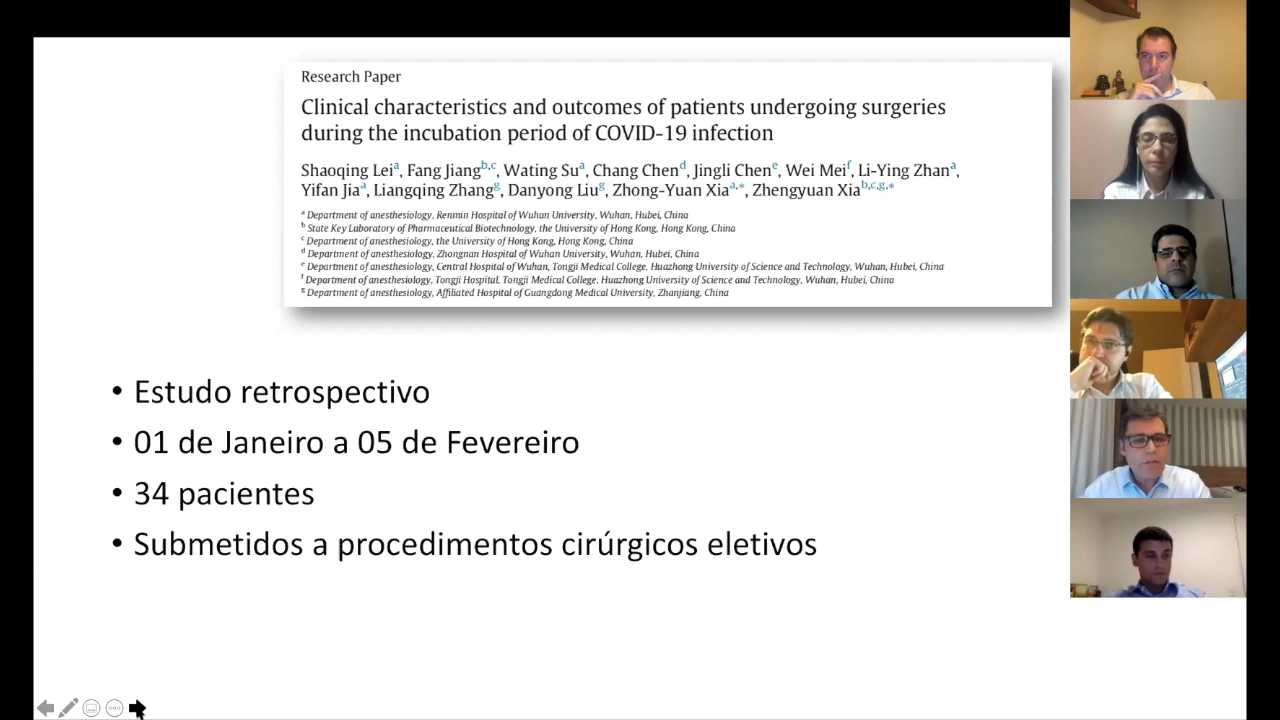 Research Paper
Clinical characteristics and outcomes of patients undergoing surgeries
during the incubation period of COVID-19 infection
Shaoqing Leiᵃ, Fang Jiangᵇ,ᶜ, Wating Suᵃ, Chang Chenᵈ, Jingli Chenᵉ, Wei Meiᶠ, Li-Ying Zhanᵃ,
Yifan Jiaᵃ, Liangqing Zhangᵍ, Danyong Liuᵍ, Zhong-Yuan Xiaᵃ,*, Zhengyuan Xiaᵇ,ᶜ,ᵍ,*
ᵃ Department of anesthesiology, Renmin Hospital of Wuhan University, Wuhan, Hubei, China
ᵇ State Key Laboratory of Pharmaceutical Biotechnology, the University of Hong Kong, Hong Kong, China
ᶜ Department of anesthesiology, the University of Hong Kong, Hong Kong, China
ᵈ Department of anesthesiology, Zhongnan Hospital of Wuhan University, Wuhan, Hubei, China
ᵉ Department of anesthesiology, Central Hospital of Wuhan, Tongji Medical College, Huazhong University of Science and Technology, Wuhan, Hubei, China
ᶠ Department of anesthesiology, Tongji Hospital, Tongji Medical College, Huazhong University of Science and Technology, Wuhan, Hubei, China
ᵍ Department of anesthesiology, Affiliated Hospital of Guangdong Medical University, Zhanjiang, China
• Estudo retrospectivo
• 01 de Janeiro a 05 de Fevereiro
• 34 pacientes
• Submetidos a procedimentos cirúrgicos eletivos